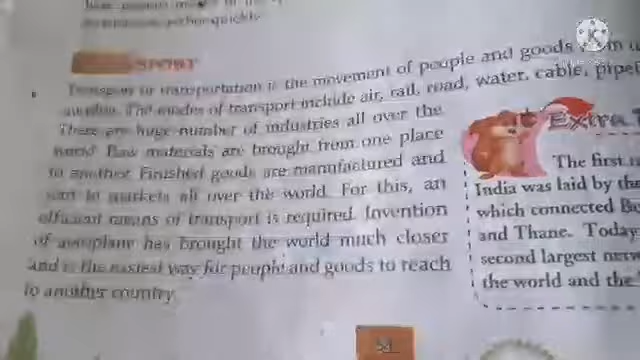 quickly.
TRANSPORT
Transport or transportation is the movement of people and goods from
another. The modes of transport include air, rail, road, water, cable,
There are huge number of industries all over the
world. Raw materials are brought from one place
to another. Finished goods are manufactured and
sent to markets all over the world. For this, an
efficient means of transport is required. Invention
of aeroplane has brought the world much closer
and is the easiest way for people and goods to reach
to another country.
Extra
The first
India was laid by the
which connected
and Thane. Today
second largest
the world and the